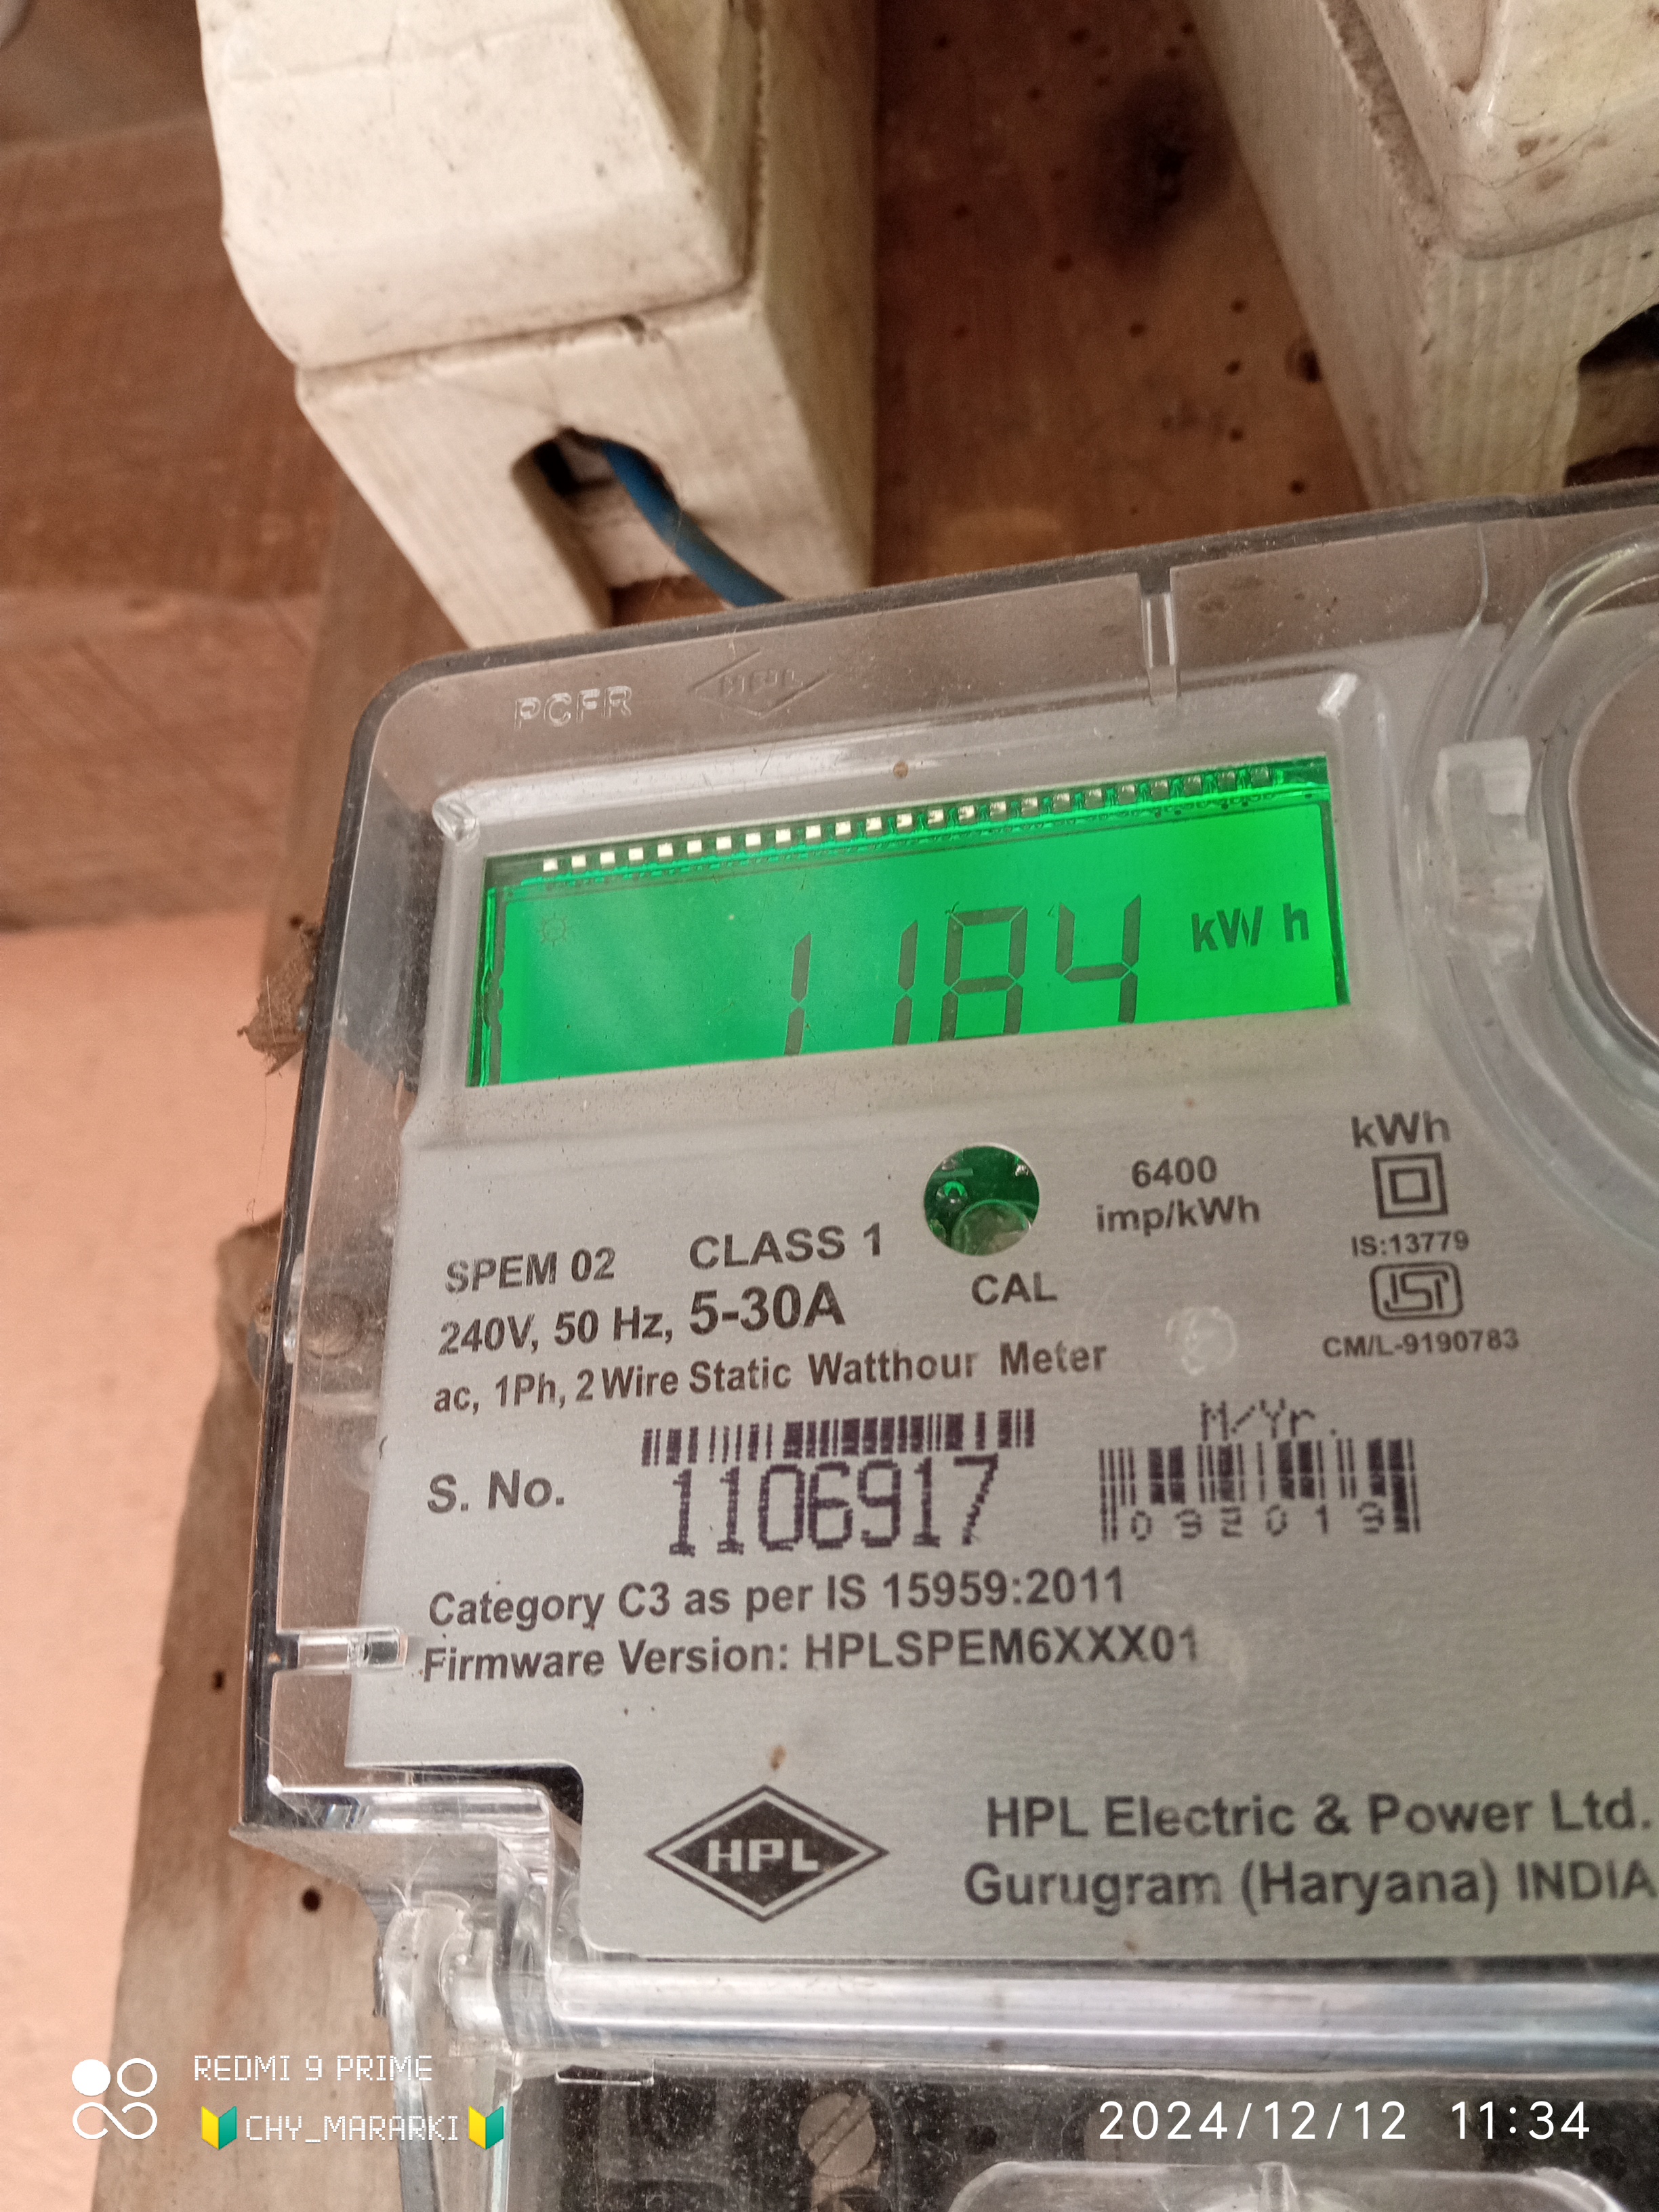 PCFR
HPL
1184 kWh
kWh
6400
imp/kWh
IS:13779
ISI
CM/L-9190783
SPEM 02 CLASS 1
CAL
240V, 50 Hz, 5-30A
ac, 1Ph, 2 Wire Static Watthour Meter
M/Yr.
S. No. 1106917
032013
Category C3 as per IS 15959:2011
Firmware Version: HPLSPEM6XXX01
HPL
HPL Electric & Power Ltd.
Gurugram (Haryana) INDIA
REDMI 9 PRIME
🔰CHY_MARARKI🔰
2024/12/12 11:34